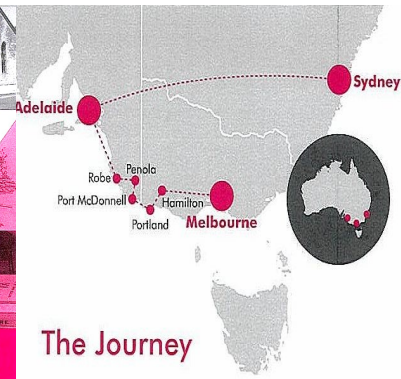 Sydney
Adelaide
Penola
Robe
Port McDonnell
Hamilton
Portland
Melbourne
The Journey